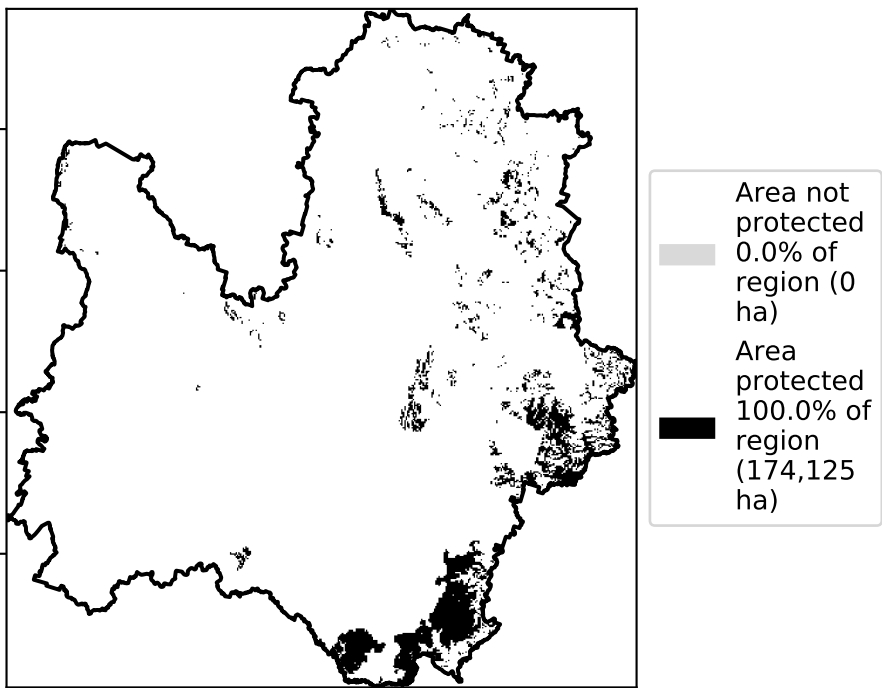 Area not
protected
0.0% of
region (0
ha)
Area
protected
100.0% of
region
(174,125
ha)